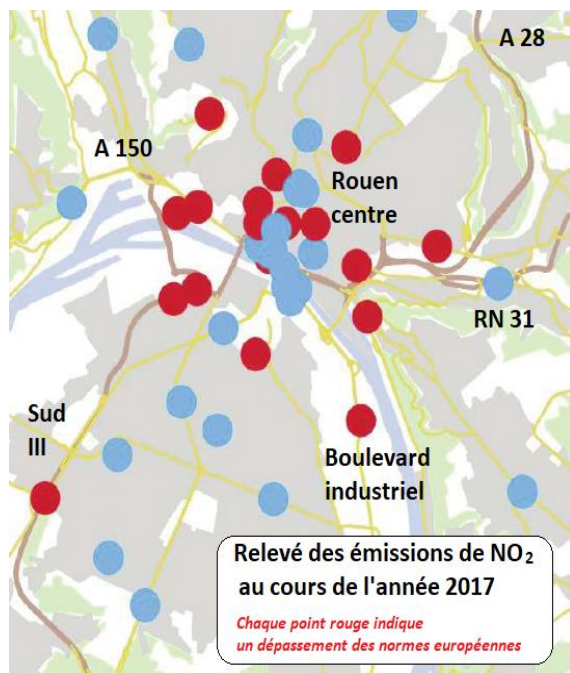 A 28
A 150
Rouen
centre
RN 31
Sud
III
Boulevard
industriel
Relevé des émissions de NO₂
au cours de l'année 2017
Chaque point rouge indique
un dépassement des normes européennes